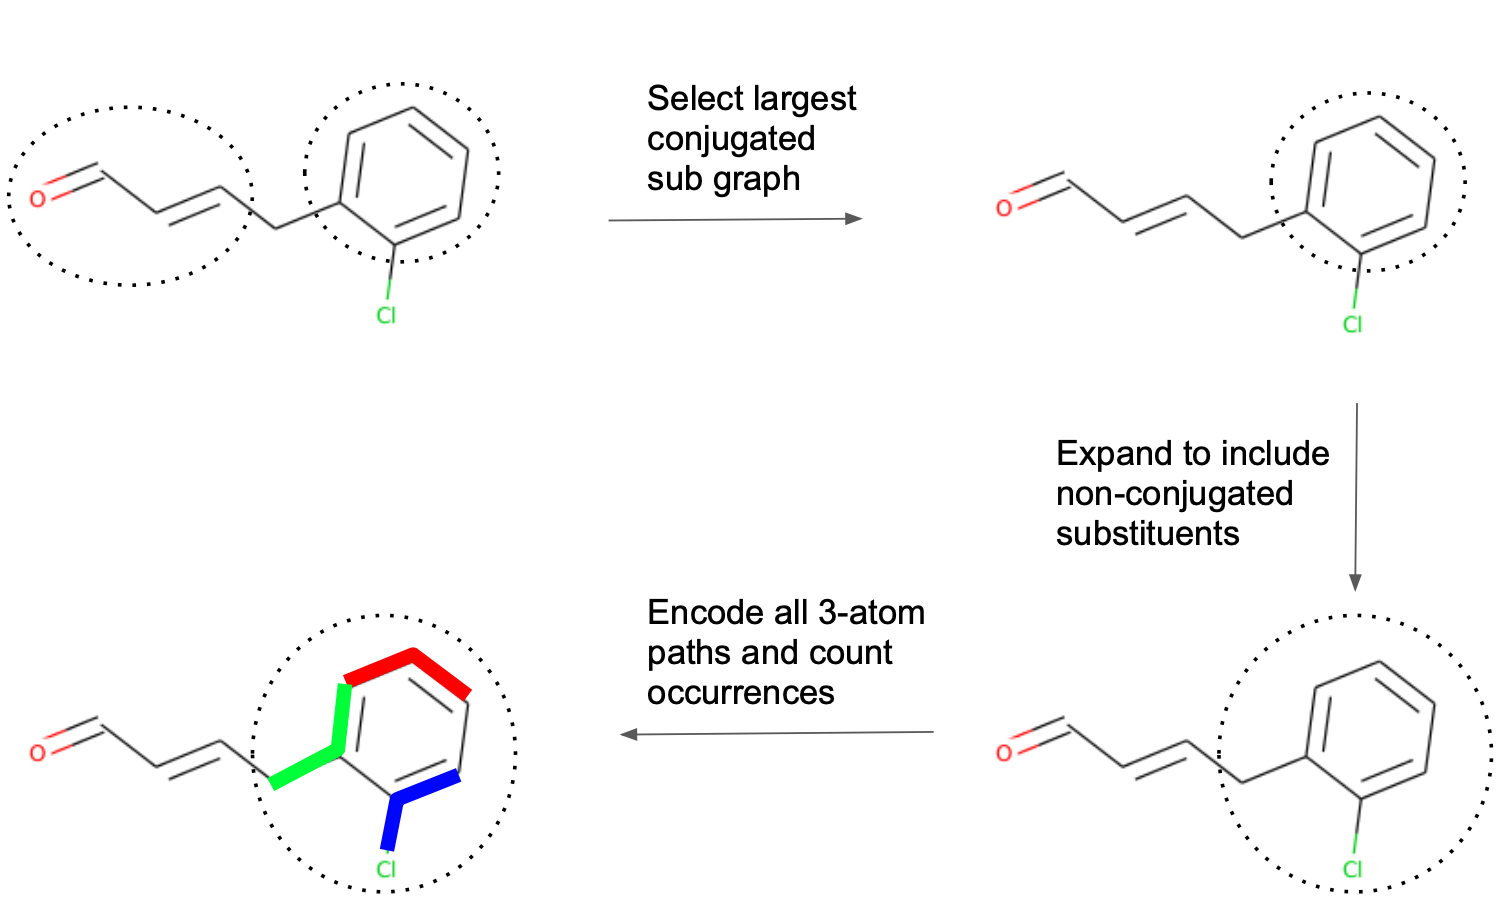 Select largest
conjugated
sub graph
O
Cl
O
Cl
Expand to include
non-conjugated
substituents
Encode all 3-atom
paths and count
occurrences
O
Cl
O
Cl